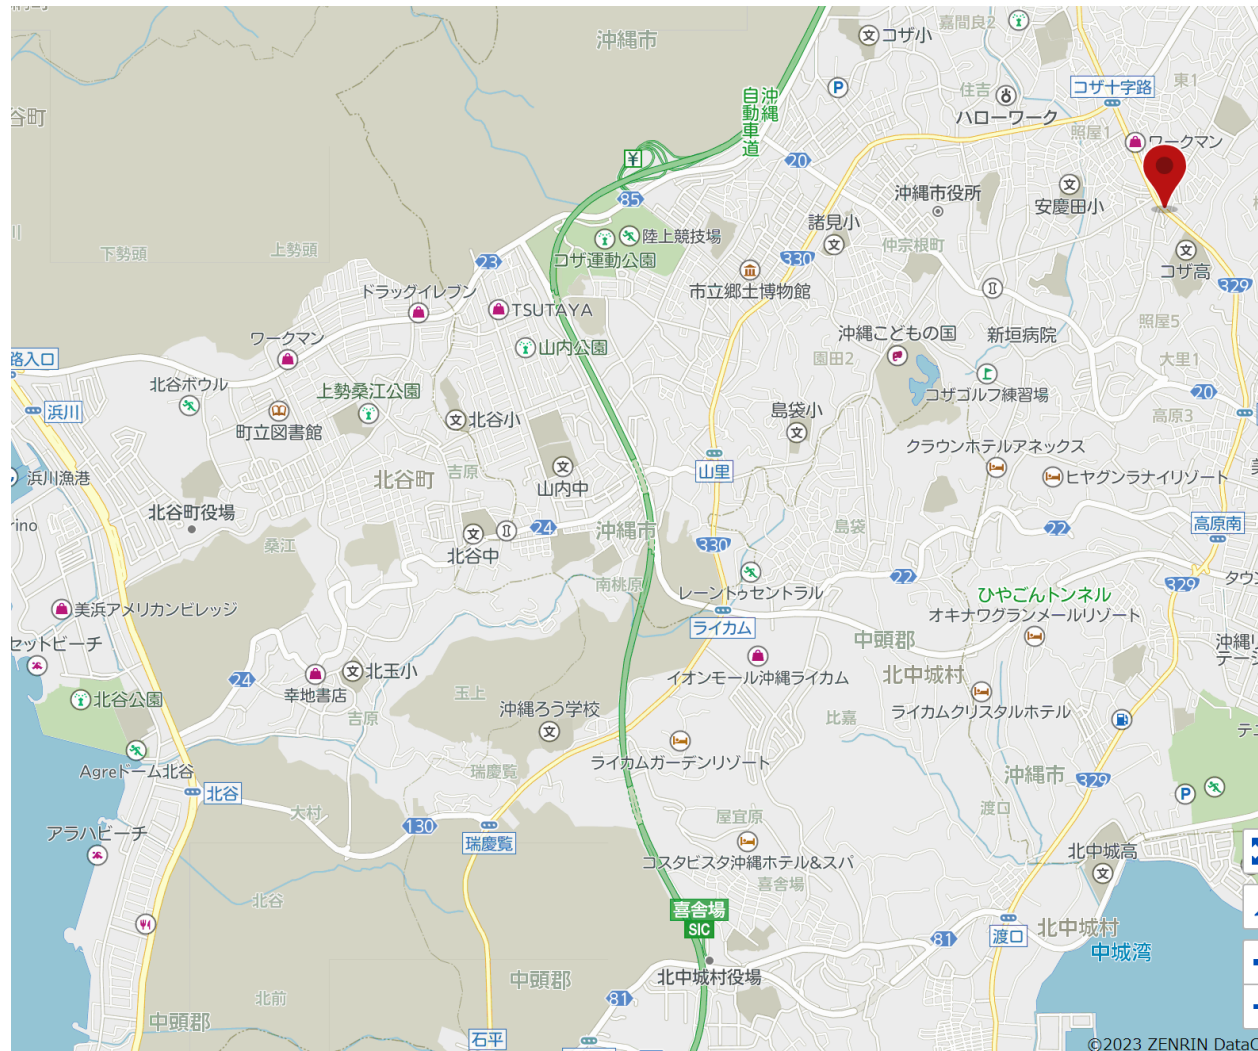 沖縄市
嘉間良2
コザ小
コザ十字路
東1
沖縄
自動車道
住吉
ハローワーク
谷町
照屋1
ワークマン
20
85
沖縄市役所
安慶田小
諸見小
陸上競技場
コザ運動公園
仲宗根町
330
コザ高
下勢頭
上勢頭
23
市立郷土博物館
329
ドラッグイレブン
TSUTAYA
照屋5
ワークマン
山内公園
沖縄こどもの国
新垣病院
園田2
大里1
路入口
北谷ボウル
上勢桑江公園
コザゴルフ練習場
20
浜川
町立図書館
北谷小
島袋小
高原3
クラウンホテルアネックス
浜川漁港
北谷町
吉原
山里
ヒヤグンラナイリゾート
山内中
北谷町役場
24
沖縄市
島袋
22
高原南
桑江
北谷中
330
南桃原
22
329
タウン
レーントゥセントラル
ひやごんトンネル
美浜アメリカンビレッジ
オキナワグランメールリゾート
ライカム
中頭郡
セットビーチ
北玉小
イオンモール沖縄ライカム
北中城村
24
幸地書店
玉上
北谷公園
吉原
沖縄ろう学校
比嘉
ライカムクリスタルホテル
Agreドーム北谷
瑞慶覧
ライカムガーデンリゾート
沖縄市
329
北谷
大村
渡口
P
130
屋宜原
アラハビーチ
瑞慶覧
コスタビスタ沖縄ホテル&スパ
北中城高
喜舎場
北谷
喜舎場
SIC
81
渡口
北中城村
中城湾
北中城村役場
中頭郡
北前
81
中頭郡
石平
©2023 ZENRIN DataC